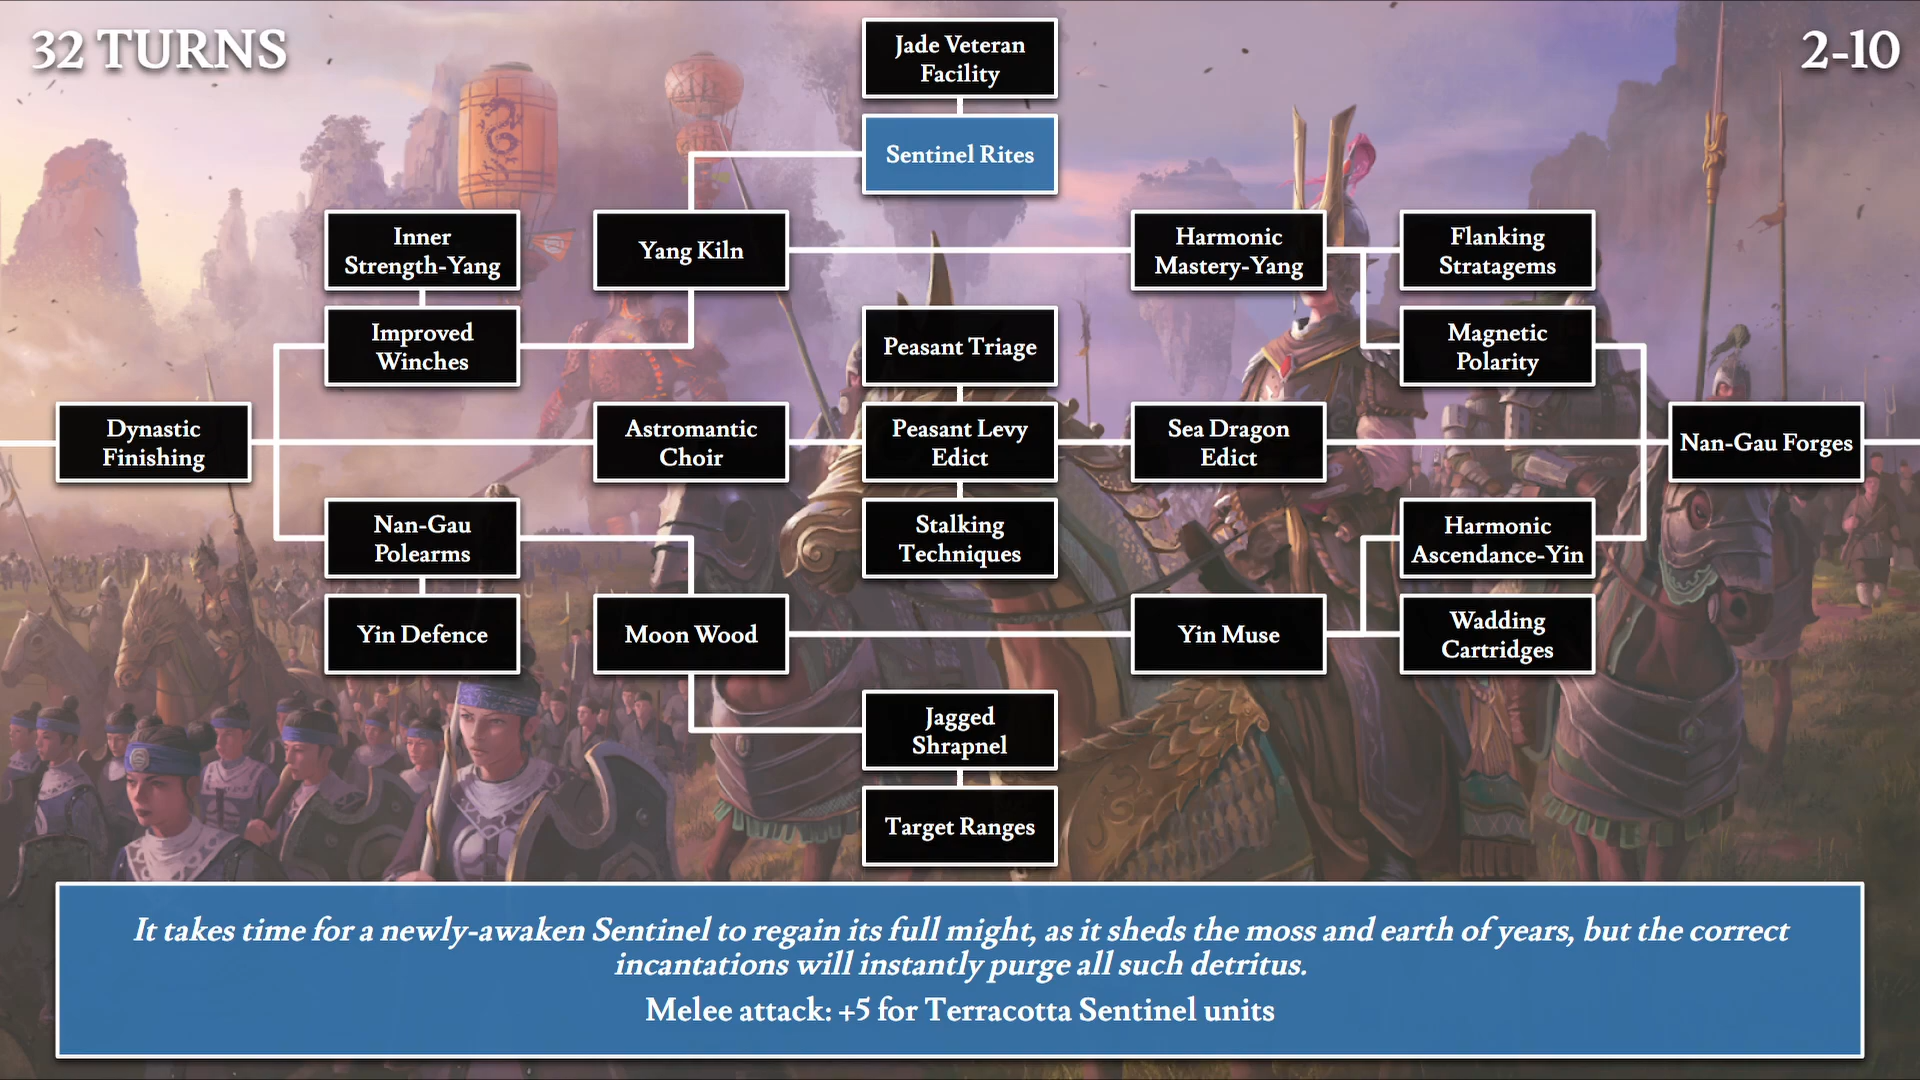 32 TURNS
2-10
Jade Veteran
Facility
Sentinel Rites
Inner
Strength-Yang
Yang Kiln
Harmonic
Mastery-Yang
Flanking
Stratagems
Improved
Winches
Peasant Triage
Magnetic
Polarity
Dynastic
Finishing
Astromantic
Choir
Peasant Levy
Edict
Sea Dragon
Edict
Nan-Gau Forges
Nan-Gau
Polearms
Stalking
Techniques
Harmonic
Ascendance-Yin
Yin Defence
Moon Wood
Yin Muse
Wadding
Cartridges
Jagged
Shrapnel
Target Ranges
It takes time for a newly-awaken Sentinel to regain its full might, as it sheds the moss and earth of years, but the correct
incantations will instantly purge all such detritus.
Melee attack: +5 for Terracotta Sentinel units